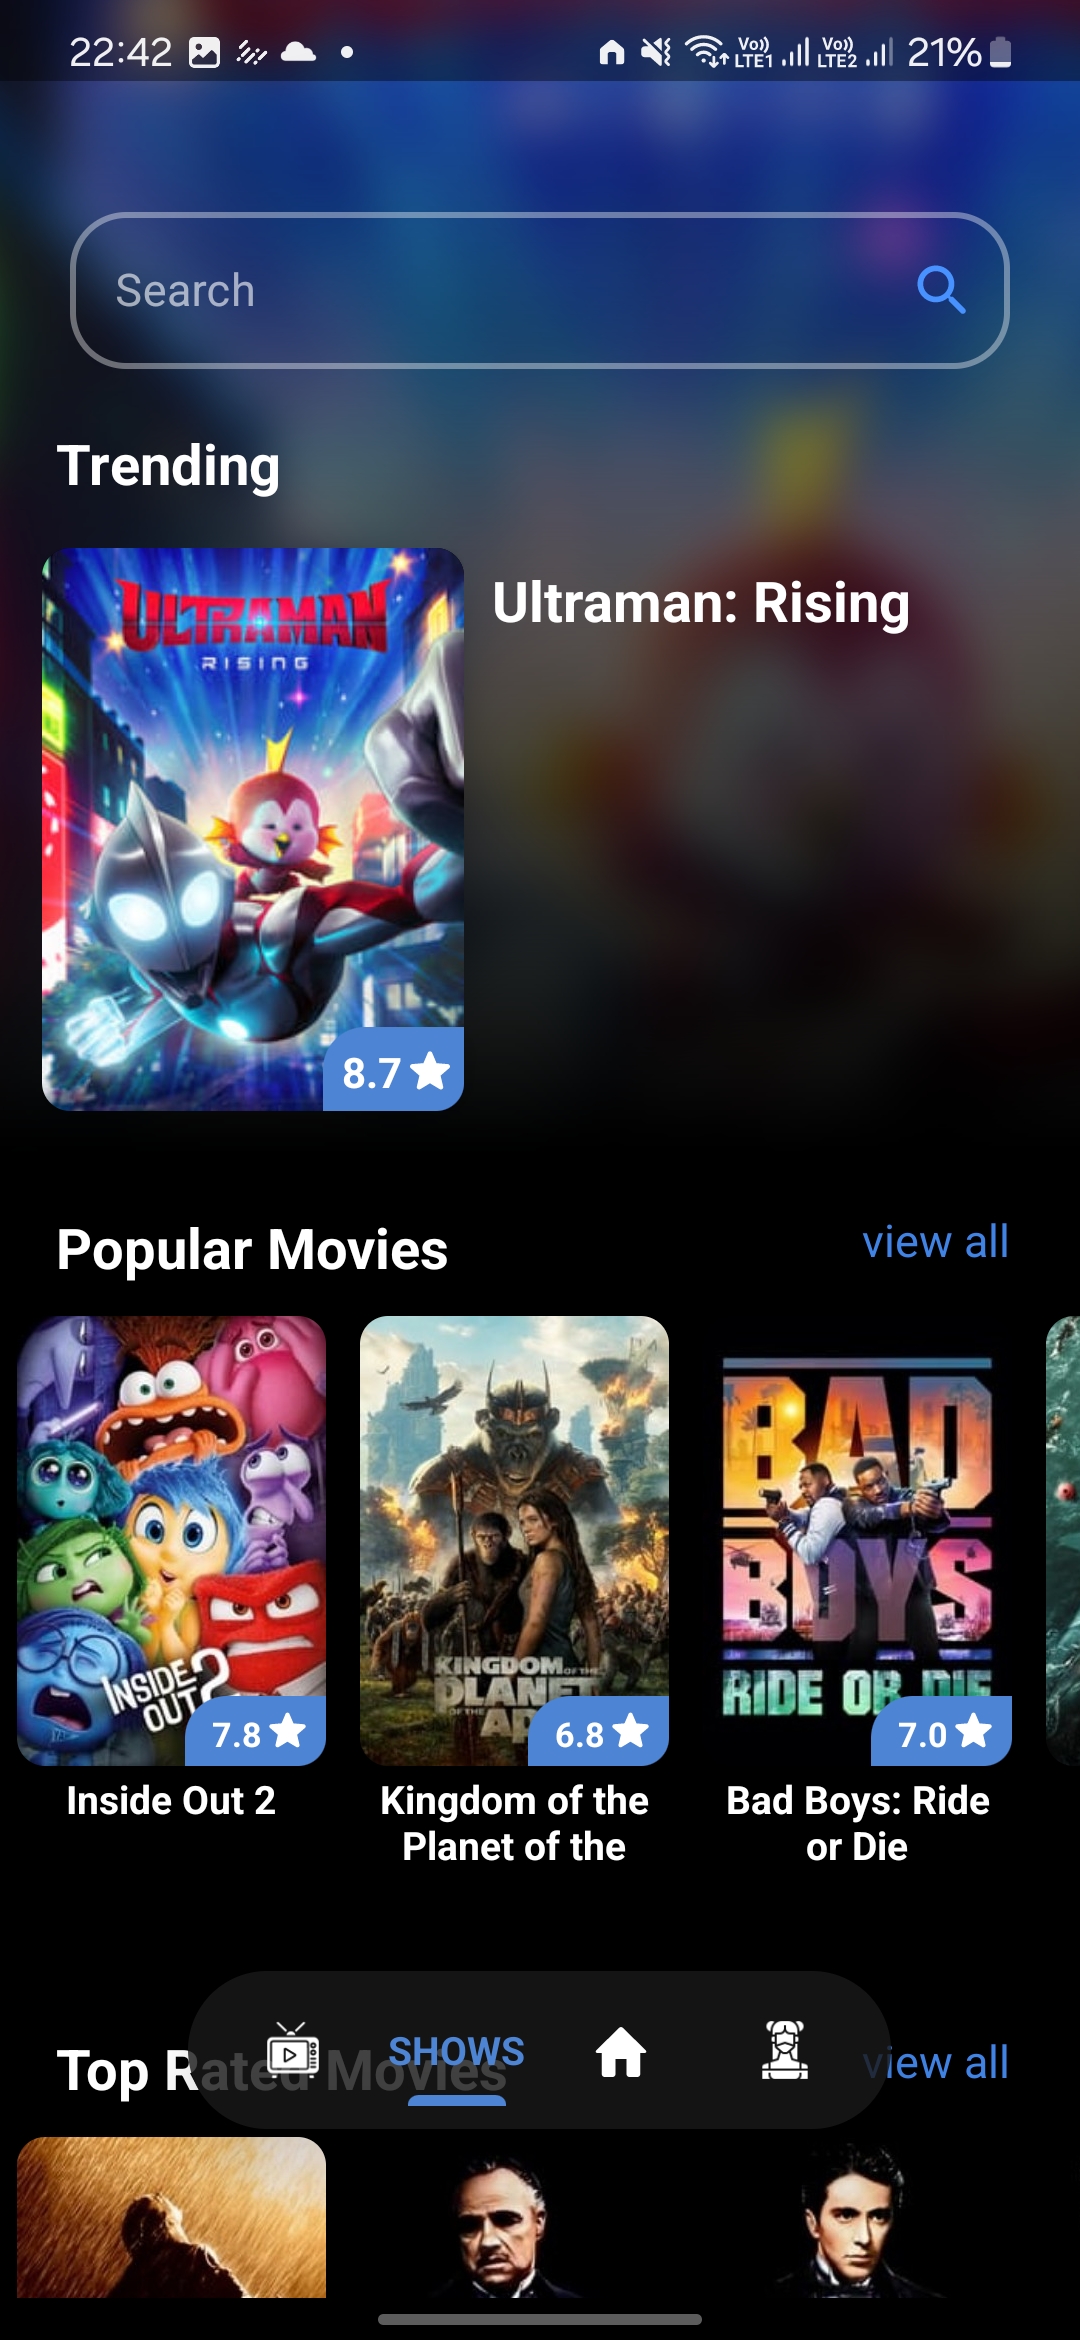 22:42
Vo)) LTE1 Vo)) LTE2 21%
Search
Trending
ULTRAMAN
RISING
Ultraman: Rising
8.7
Popular Movies
view all
INSIDE
OUT 2
KINGDOM OF THE
PLANET
OF THE
BAD
BOYS
RIDE OR DIE
7.8
6.8
7.0
Inside Out 2
Kingdom of the
Planet of the
Bad Boys: Ride
or Die
SHOWS
Top Rated Movies
view all